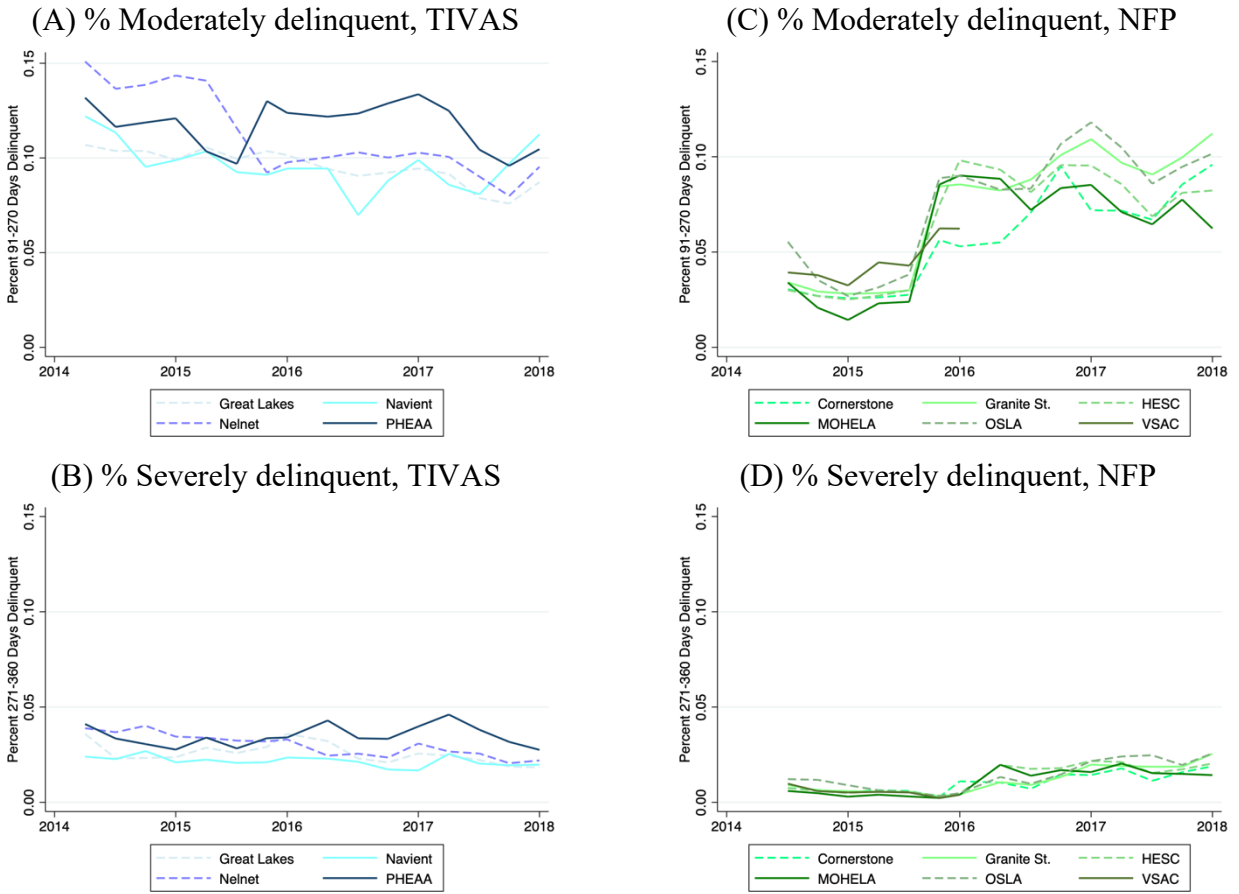 (A) % Moderately delinquent, TIVAS
Percent 91-270 Days Delinquent
0.15
0.10
0.05
0.00
2014 2015 2016 2017 2018
Great Lakes Navient
Nelnet PHEAA
(C) % Moderately delinquent, NFP
Percent 91-270 Days Delinquent
0.15
0.10
0.05
0.00
2014 2015 2016 2017 2018
Cornerstone Granite St. HESC
MOHELA OSLA VSAC
(B) % Severely delinquent, TIVAS
Percent 271-360 Days Delinquent
0.15
0.10
0.05
0.00
2014 2015 2016 2017 2018
Great Lakes Navient
Nelnet PHEAA
(D) % Severely delinquent, NFP
Percent 271-360 Days Delinquent
0.15
0.10
0.05
0.00
2014 2015 2016 2017 2018
Cornerstone Granite St. HESC
MOHELA OSLA VSAC